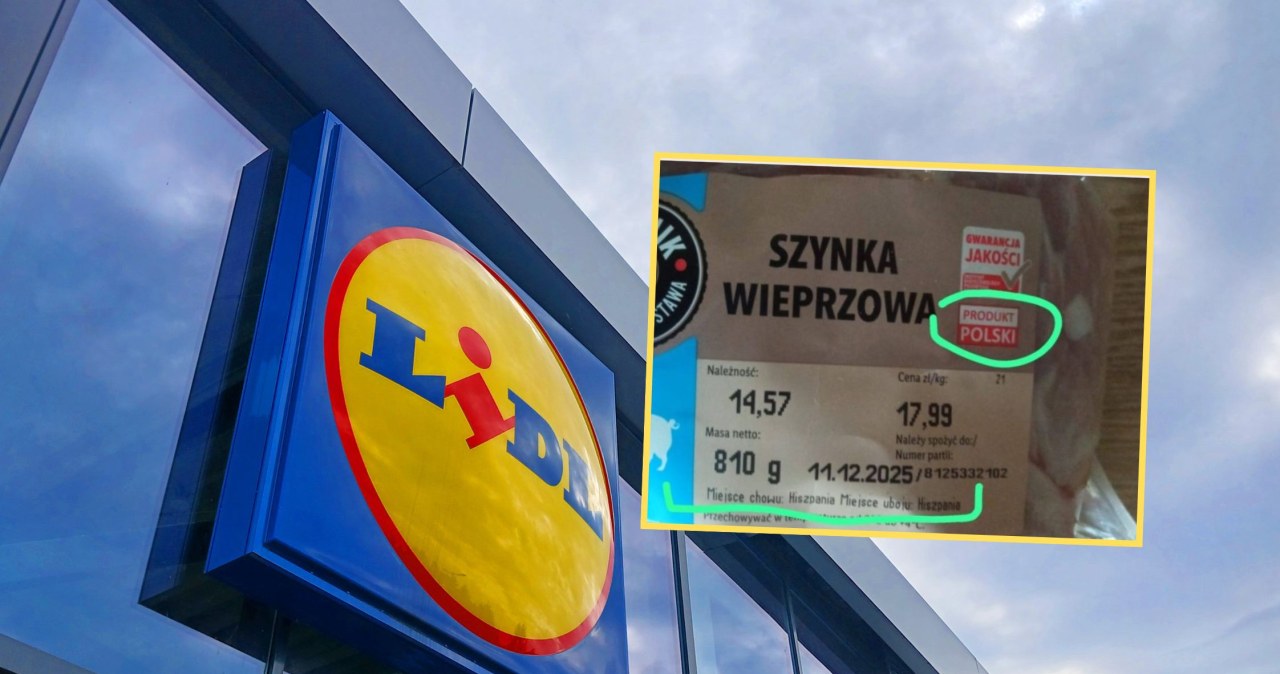 LiDL
SZYNKA
WIEPRZOWA
GWARANCJA
JAKOŚCI
PRODUKT
POLSKI
Należność:
Cena zł/kg: 21
14,57
17,99
Masa netto:
Należy spożyć do:/
Numer partii:
810 g
11.12.2025/8125332102
Miejsce chowu: Hiszpania Miejsce uboju: Hiszpania
Przechowywać w